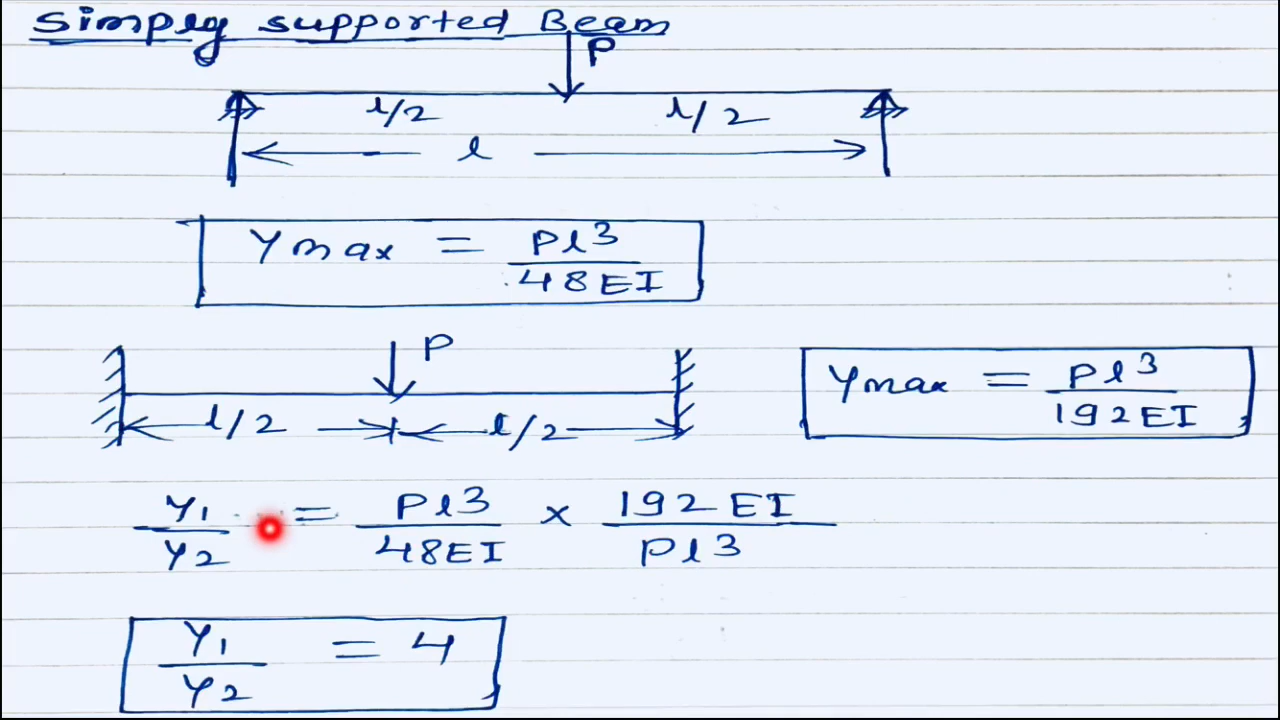 Simply supported Beam
P
l/2 l/2
l
Ymax = Pl³/48EI
P
l/2 l/2
Ymax = Pl³/192EI
Y1/Y2 = Pl³/48EI × 192EI/Pl³
Y1/Y2 = 4